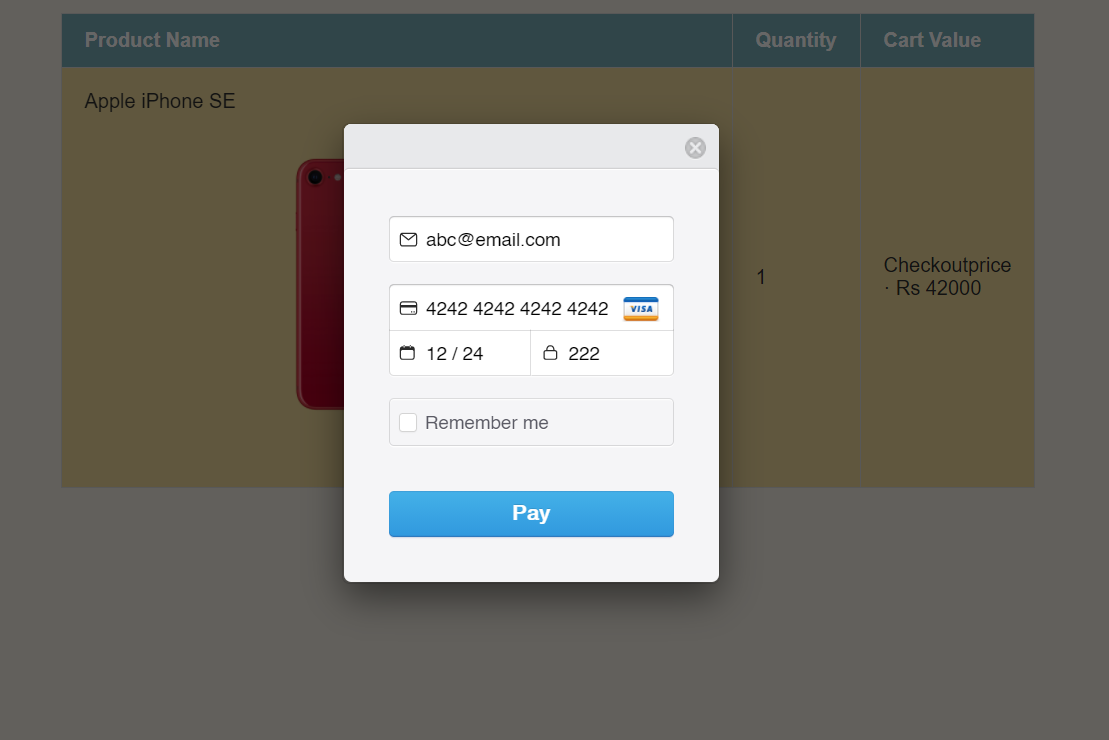 Product Name
Quantity
Cart Value
Apple iPhone SE
1
Checkoutprice
· Rs 42000
abc@email.com
4242 4242 4242 4242
VISA
12 / 24
222
Remember me
Pay